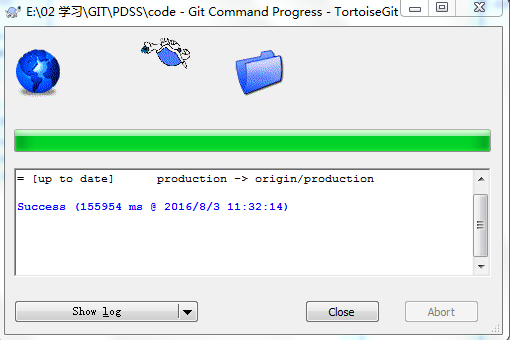 E:\02 学习\GIT\PDSS\code - Git Command Progress - TortoiseGit
= [up to date]      production -> origin/production
Success (155954 ms @ 2016/8/3 11:32:14)
Show log
Close
Abort